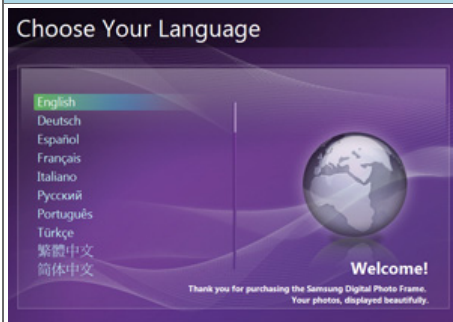 Choose Your Language
English
Deutsch
Español
Français
Italiano
Русский
Português
Türkçe
繁體中文
简体中文
Welcome!
Thank you for purchasing the Samsung Digital Photo Frame.
Your photos, displayed beautifully.